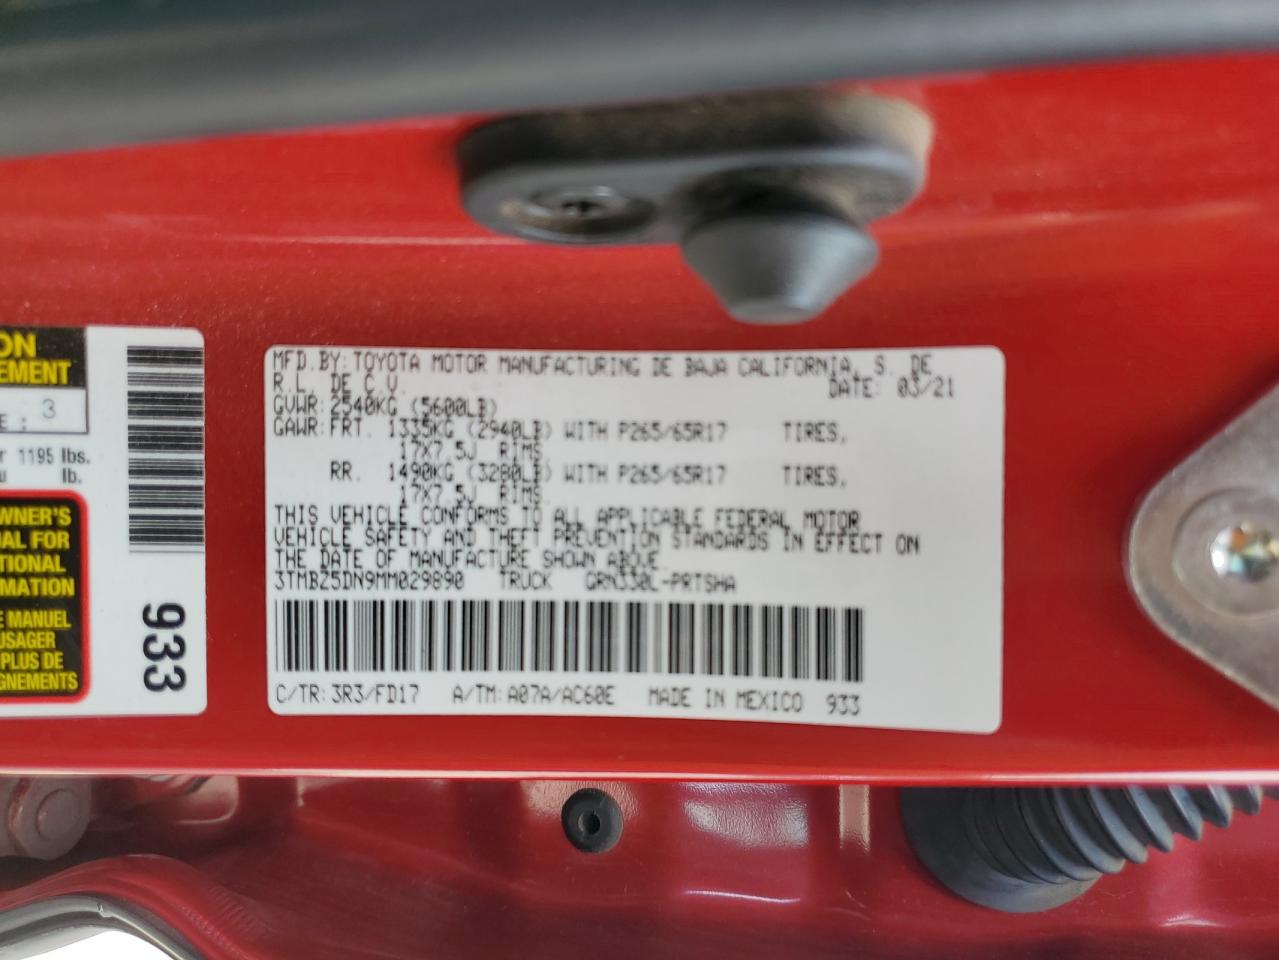 ON
EMENT
E : 3
r 1195 lbs.
u lb.
WNER'S
UAL FOR
TIONAL
RMATION
E MANUEL
USAGER
PLUS DE
GNEMENTS
933
MFD.BY:TOYOTA MOTOR MANUFACTURING DE BAJA CALIFORNIA, S. DE
R.L. DE C.V. DATE: 03/21
GVWR:2540KG (5600LB)
GAWR:FRT. 1335KG (2940LB) WITH P265/65R17 TIRES,
17X7.5J RIMS
RR. 1490KG (3280LB) WITH P265/65R17 TIRES,
17X7.5J RIMS
THIS VEHICLE CONFORMS TO ALL APPLICABLE FEDERAL MOTOR
VEHICLE SAFETY AND THEFT PREVENTION STANDARDS IN EFFECT ON
THE DATE OF MANUFACTURE SHOWN ABOVE.
3TMBZ5DN9MM029890 TRUCK GRN330L-PRTSHA
C/TR:3R3/FD17 A/TM:A07A/AC60E MADE IN MEXICO 933